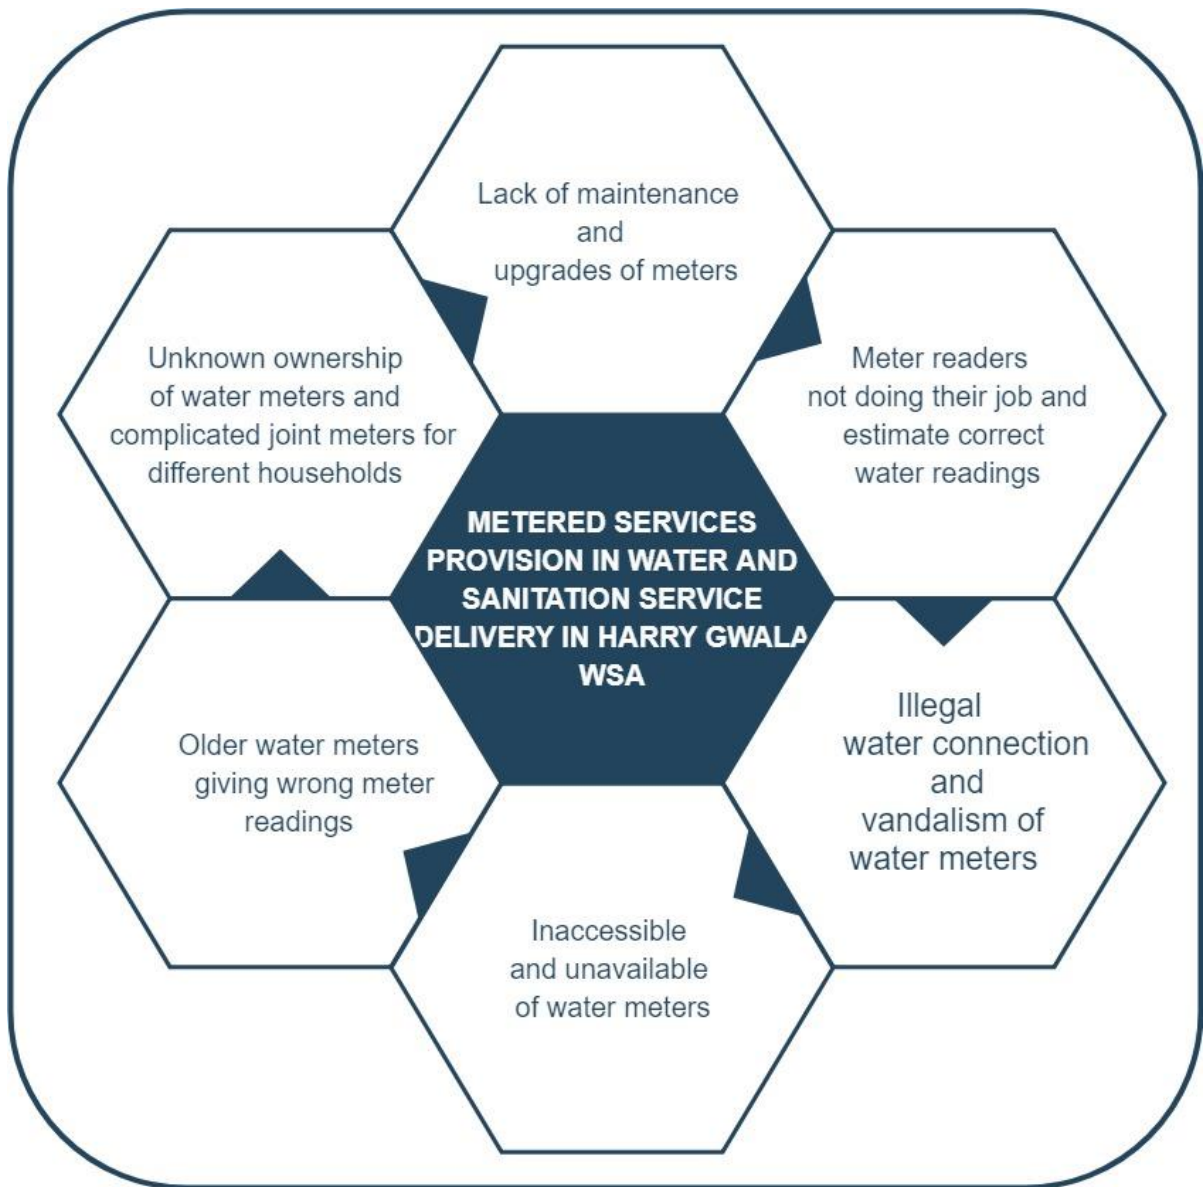 Lack of maintenance
and
upgrades of meters
Unknown ownership
of water meters and
complicated joint meters for
different households
Meter readers
not doing their job and
estimate correct
water readings
METERED SERVICES
PROVISION IN WATER AND
SANITATION SERVICE
DELIVERY IN HARRY GWALA
WSA
Older water meters
giving wrong meter
readings
Illegal
water connection
and
vandalism of
water meters
Inaccessible
and unavailable
of water meters